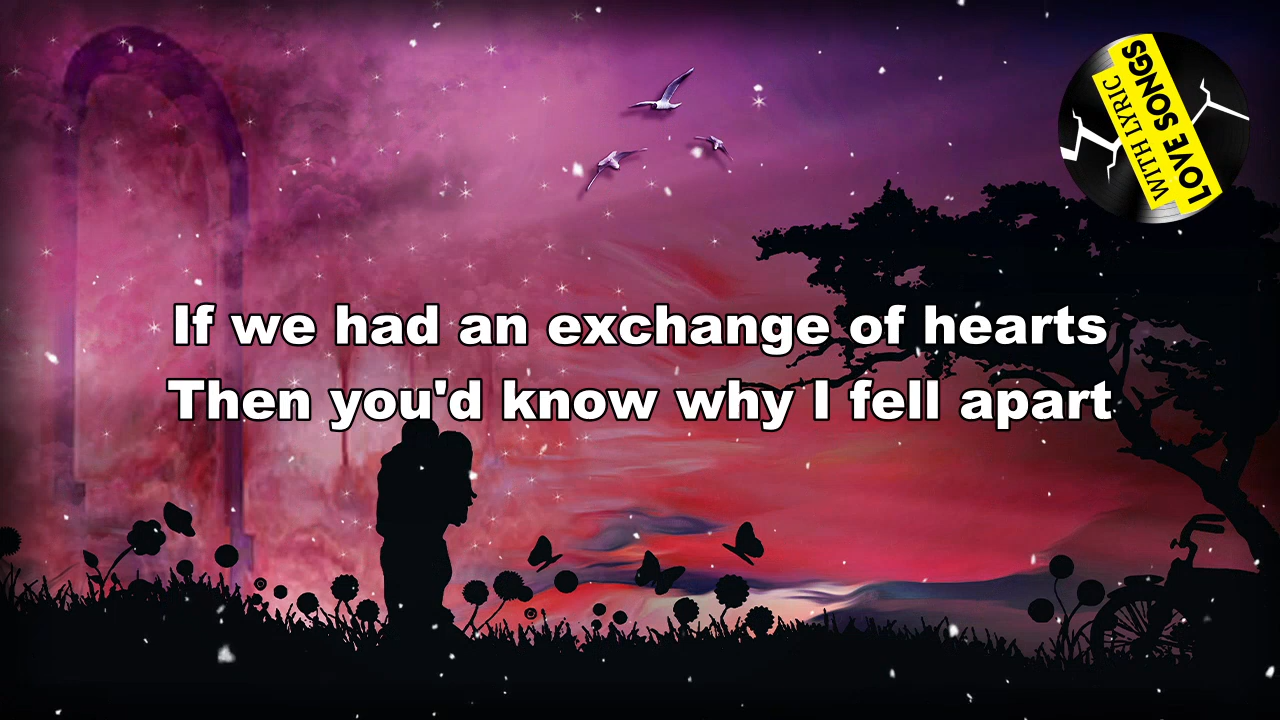 If we had an exchange of hearts
Then you'd know why I fell apart
WITH LYRIC
LOVE SONGS